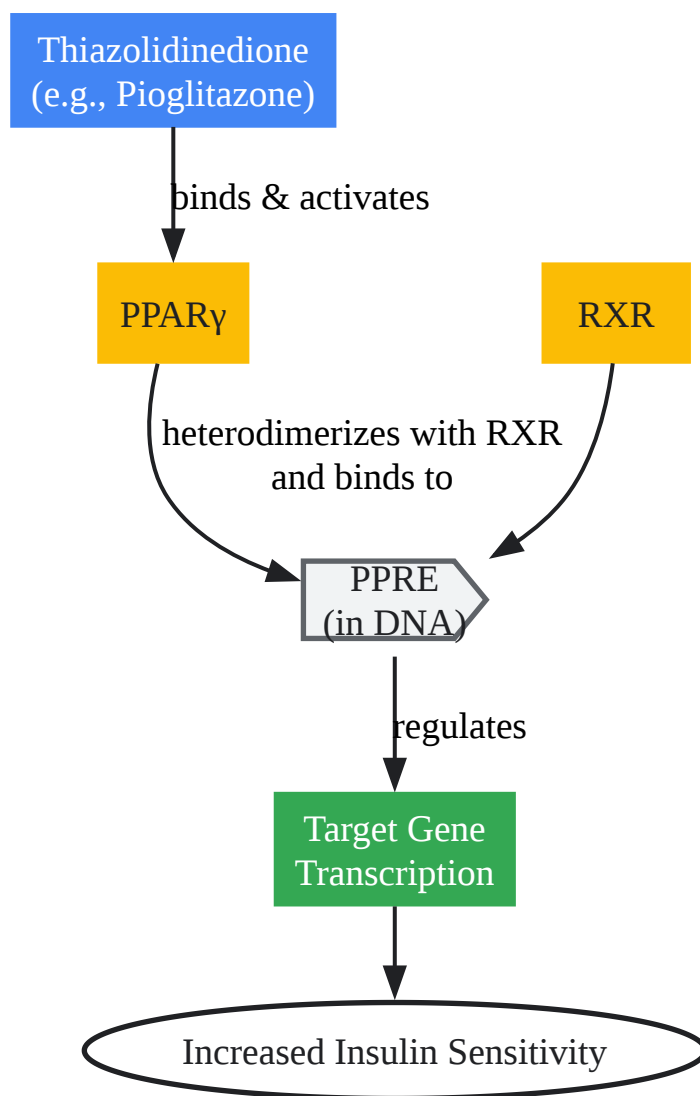 Thiazolidinedione
(e.g., Pioglitazone)
binds & activates
PPARγ
RXR
heterodimerizes with RXR
and binds to
PPRE
(in DNA)
regulates
Target Gene
Transcription
Increased Insulin Sensitivity